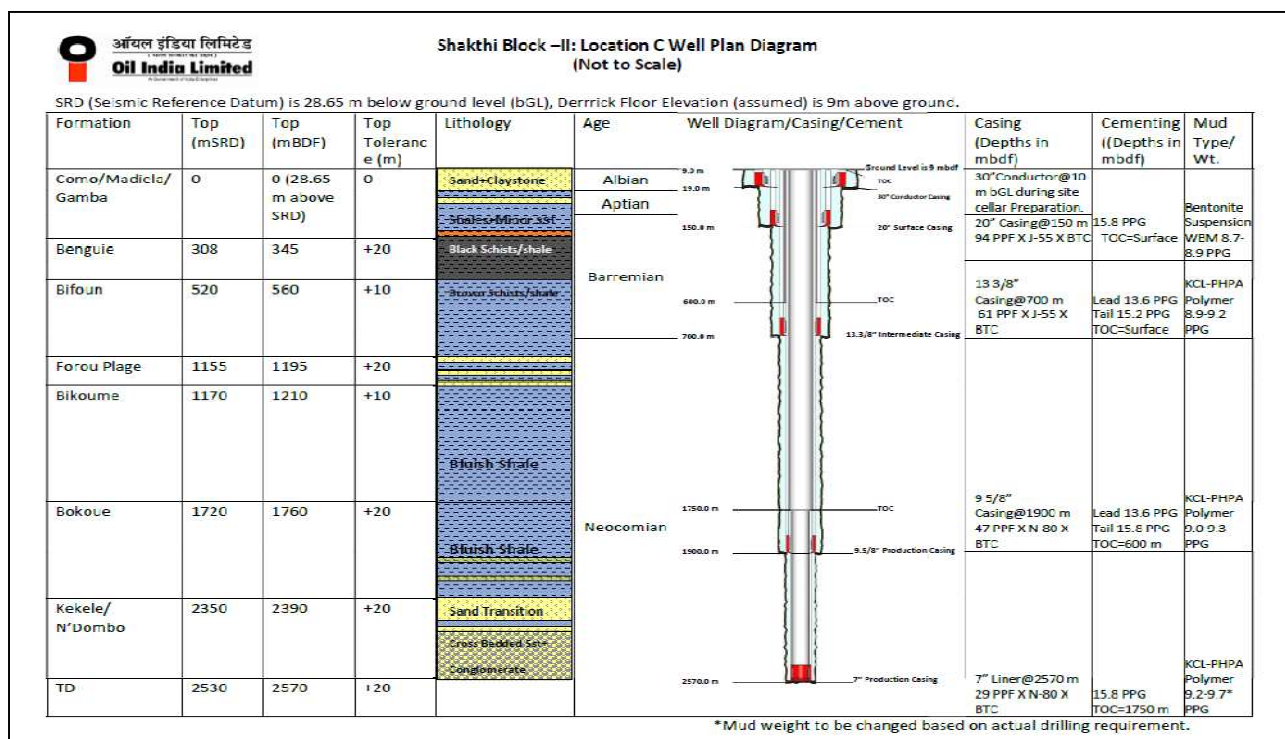 ऑयल इंडिया लिमिटेड
Oil India Limited
Shakthi Block –II: Location C Well Plan Diagram
(Not to Scale)
SRD (Seismic Reference Datum) is 28.65 m below ground level (bGL), Derrrick Floor Elevation (assumed) is 9m above ground.
Formation
Top
(mSRD)
Top
(mBDF)
Top
Toleranc
e (m)
Lithology
Age
Well Diagram/Casing/Cement
Casing
(Depths in
mbdf)
Cementing
((Depths in
mbdf)
Mud
Type/
Wt.
Como/Madiela/
Gamba
0
0 (28.65
m above
SRD)
0
Sand+Claystone
Shales+Minor sst
Albian
Aptian
9.0 m
Ground Level is 9 mbdf
TOC
19.0 m
30" Conductor Casing
150.0 m
20" Surface Casing
30"Conductor@10
m bGL during site
cellar Preparation.
20" Casing@150 m
94 PPF X J-55 X BTC
15.8 PPG
TOC=Surface
Bentonite
Suspension
WBM 8.7-
8.9 PPG
Benguie
308
345
+20
Black Schists/shale
Barremian
Bifoun
520
560
+10
Brown Schists/shale
600.0 m
TOC
700.0 m
13.3/8" Intermediate Casing
13 3/8"
Casing@700 m
61 PPF X J-55 X
BTC
Lead 13.6 PPG
Tail 15.2 PPG
TOC=Surface
KCL-PHPA
Polymer
8.9-9.2
PPG
Forou Plage
1155
1195
+20
Bikoume
1170
1210
+10
Bluish Shale
Bokoue
1720
1760
+20
Bluish Shale
Neocomian
1750.0 m
TOC
1900.0 m
9.5/8" Production Casing
9 5/8"
Casing@1900 m
47 PPF X N-80 X
BTC
Lead 13.6 PPG
Tail 15.8 PPG
TOC=600 m
KCL-PHPA
Polymer
9.0-9.3
PPG
Kekele/
N'Dombo
2350
2390
+20
Sand Transition
Cross Bedded Sst+
Conglomerate
TD
2530
2570
+20
2570.0 m
7" Production Casing
7" Liner@2570 m
29 PPF X N-80 X
BTC
15.8 PPG
TOC=1750 m
KCL-PHPA
Polymer
9.2-9.7*
PPG
*Mud weight to be changed based on actual drilling requirement.